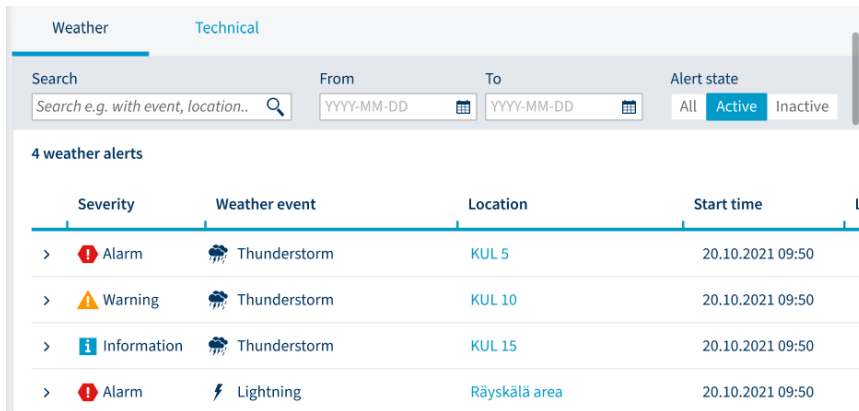 Weather Technical
Search From To Alert state
Search e.g. with event, location.. YYYY-MM-DD YYYY-MM-DD All Active Inactive
4 weather alerts
Severity Weather event Location Start time
Alarm Thunderstorm KUL 5 20.10.2021 09:50
Warning Thunderstorm KUL 10 20.10.2021 09:50
Information Thunderstorm KUL 15 20.10.2021 09:50
Alarm Lightning Räyskälä area 20.10.2021 09:50